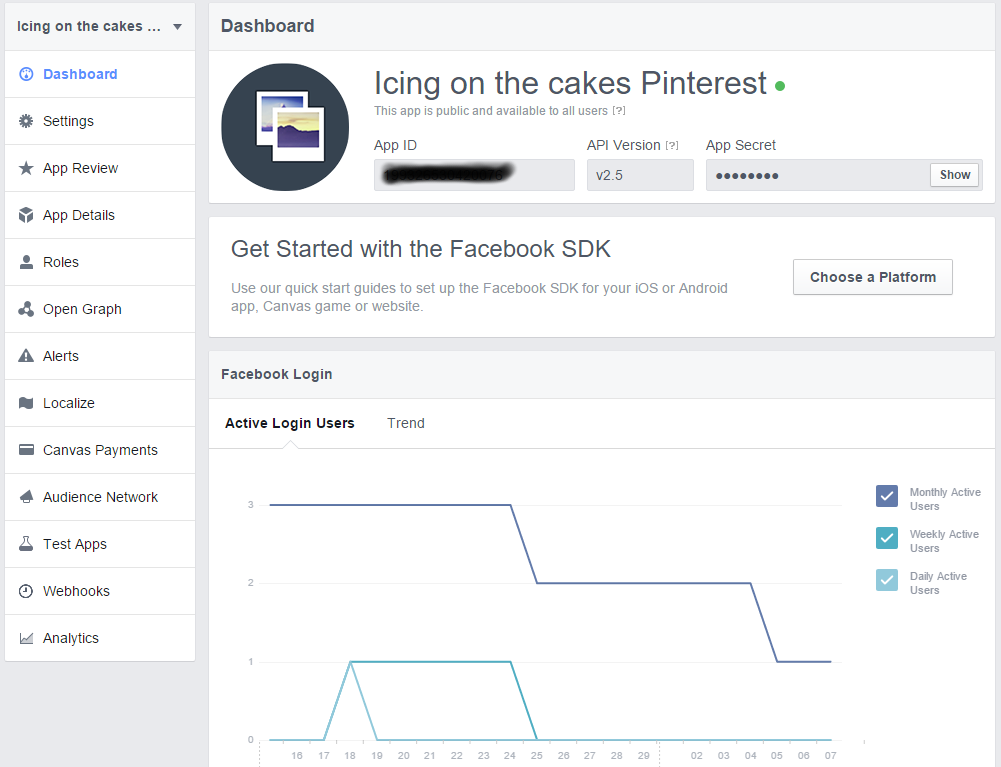 Icing on the cakes ...
Dashboard
Settings
App Review
App Details
Roles
Open Graph
Alerts
Localize
Canvas Payments
Audience Network
Test Apps
Webhooks
Analytics
Dashboard
Icing on the cakes Pinterest
This app is public and available to all users [?]
App ID
API Version [?]
App Secret
v2.5
●●●●●●●●
Show
Get Started with the Facebook SDK
Use our quick start guides to set up the Facebook SDK for your iOS or Android
app, Canvas game or website.
Choose a Platform
Facebook Login
Active Login Users
Trend
3
2
1
0
16 17 18 19 20 21 22 23 24 25 26 27 28 29 02 03 04 05 06 07
Monthly Active
Users
Weekly Active
Users
Daily Active
Users